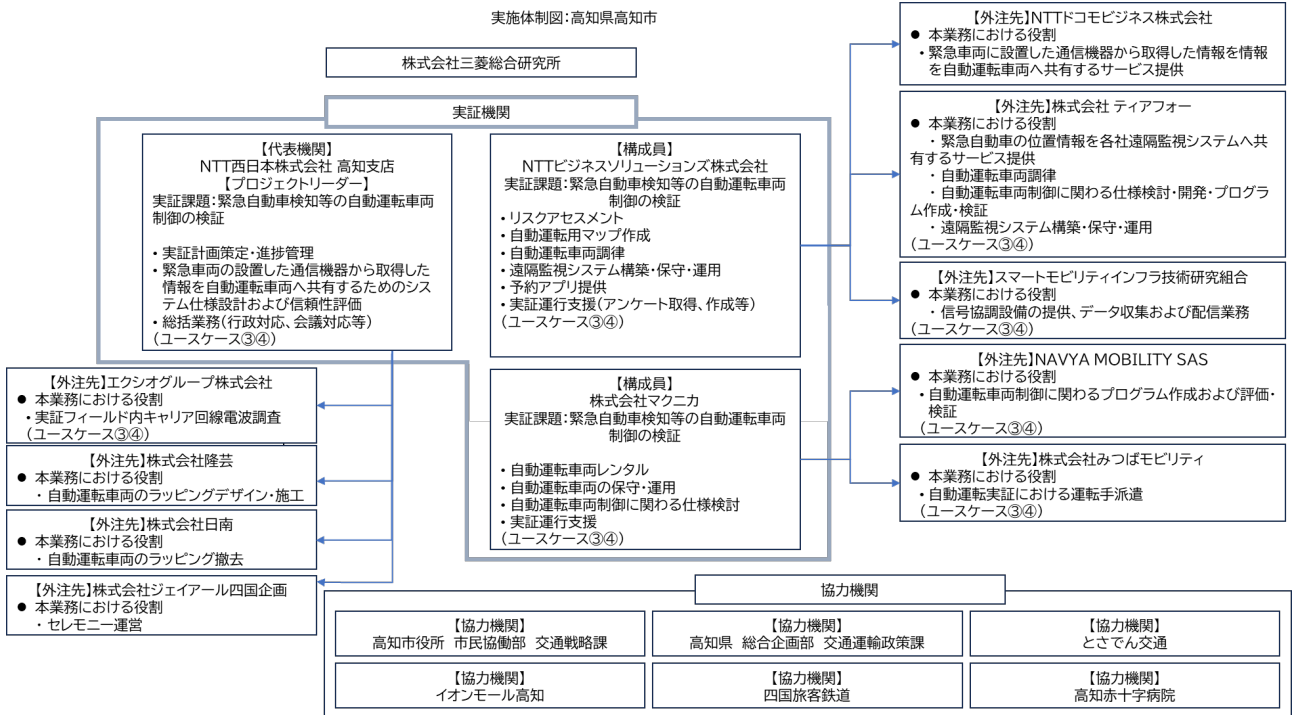 実施体制図：高知県高知市
株式会社三菱総合研究所
実証機関
【代表機関】
NTT西日本株式会社 高知支店
【プロジェクトリーダー】
実証課題：緊急自動車検知等の自動運転車両
制御の検証
・実証計画策定・進捗管理
・緊急車両の設置した通信機器から取得した
情報を自動運転車両へ共有するためのシス
テム仕様設計および信頼性評価
・総括業務（行政対応、会議対応等）
（ユースケース③④）
【構成員】
NTTビジネスソリューションズ株式会社
実証課題：緊急自動車検知等の自動運転車両
制御の検証
・リスクアセスメント
・自動運転用マップ作成
・自動運転車両調律
・遠隔監視システム構築・保守・運用
・予約アプリ提供
・実証運行支援（アンケート取得、作成等）
（ユースケース③④）
【構成員】
株式会社マクニカ
実証課題：緊急自動車検知等の自動運転車両
制御の検証
・自動運転車両レンタル
・自動運転車両の保守・運用
・自動運転車両制御に関わる仕様検討
・実証運行支援
（ユースケース③④）
【外注先】NTTドコモビジネス株式会社
● 本業務における役割
・緊急車両に設置した通信機器から取得した情報を情報
を自動運転車両へ共有するサービス提供
【外注先】株式会社 ティアフォー
● 本業務における役割
・緊急自動車の位置情報を各社遠隔監視システムへ共
有するサービス提供
・自動運転車両調律
・自動運転車両制御に関わる仕様検討・開発・プログラ
ム作成・検証
・遠隔監視システム構築・保守・運用
（ユースケース③④）
【外注先】スマートモビリティインフラ技術研究組合
● 本業務における役割
・信号協調設備の提供、データ収集および配信業務
（ユースケース③④）
【外注先】NAVYA MOBILITY SAS
● 本業務における役割
・自動運転車両制御に関わるプログラム作成および評価・
検証
（ユースケース③④）
【外注先】株式会社みつばモビリティ
● 本業務における役割
・自動運転実証における運転手派遣
（ユースケース③④）
【外注先】エクシオグループ株式会社
● 本業務における役割
・実証フィールド内キャリア回線電波調査
（ユースケース③④）
【外注先】株式会社隆芸
● 本業務における役割
・自動運転車両のラッピングデザイン・施工
【外注先】株式会社日南
● 本業務における役割
・自動運転車両のラッピング撤去
【外注先】株式会社ジェイアール四国企画
● 本業務における役割
・セレモニー運営
協力機関
【協力機関】
高知市役所 市民協働部 交通戦略課
【協力機関】
高知県 総合企画部 交通運輸政策課
【協力機関】
とさでん交通
【協力機関】
イオンモール高知
【協力機関】
四国旅客鉄道
【協力機関】
高知赤十字病院